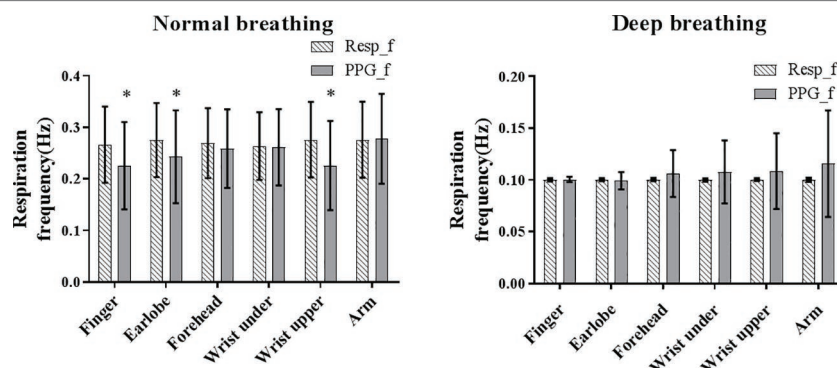 Normal breathing
Resp_f
PPG_f
Respiration
frequency(Hz)
0.4
0.3
0.2
0.1
0.0
*
*
*
Finger
Earlobe
Forehead
Wrist under
Wrist upper
Arm
Deep breathing
Resp_f
PPG_f
Respiration
frequency(Hz)
0.20
0.15
0.10
0.05
0.00
Finger
Earlobe
Forehead
Wrist under
Wrist upper
Arm